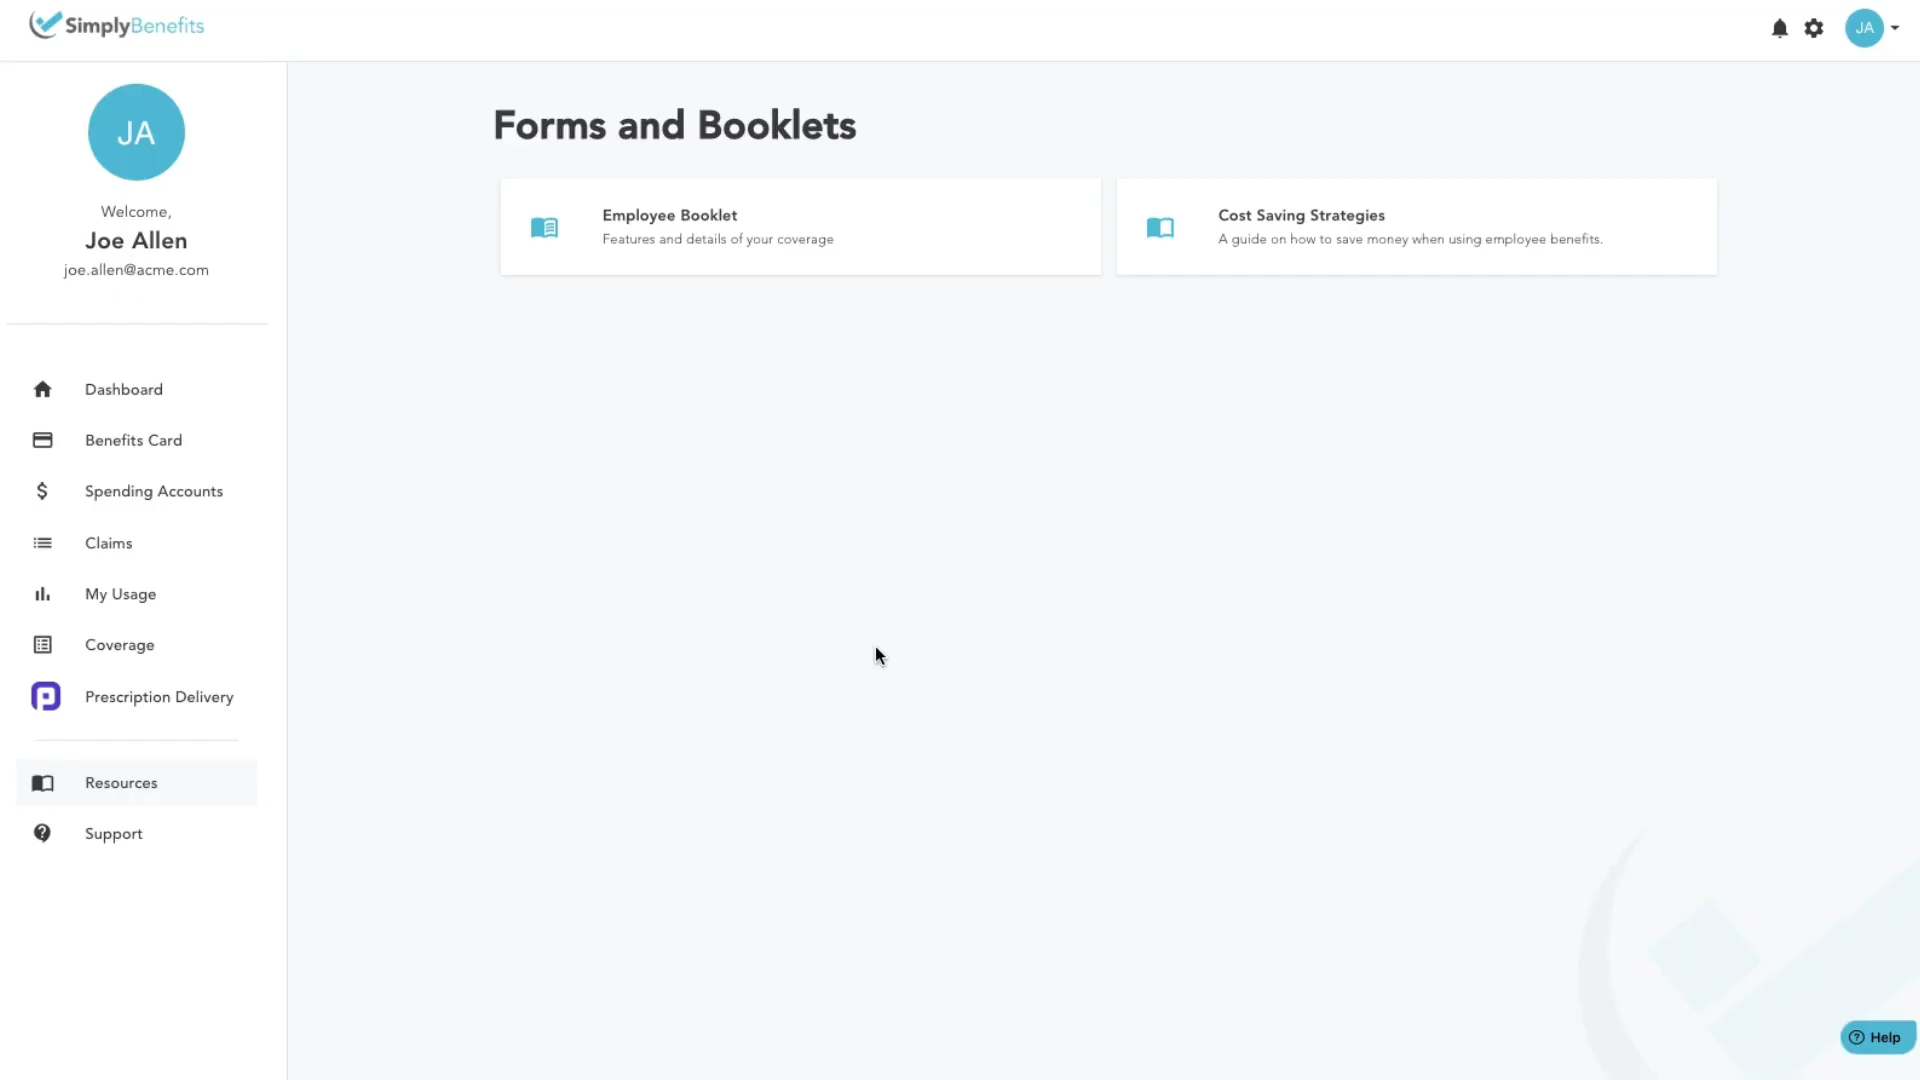 SimplyBenefits
JA
JA
Welcome,
Joe Allen
joe.allen@acme.com
Dashboard
Benefits Card
Spending Accounts
Claims
My Usage
Coverage
Prescription Delivery
Resources
Support
Forms and Booklets
Employee Booklet
Features and details of your coverage
Cost Saving Strategies
A guide on how to save money when using employee benefits.
Help